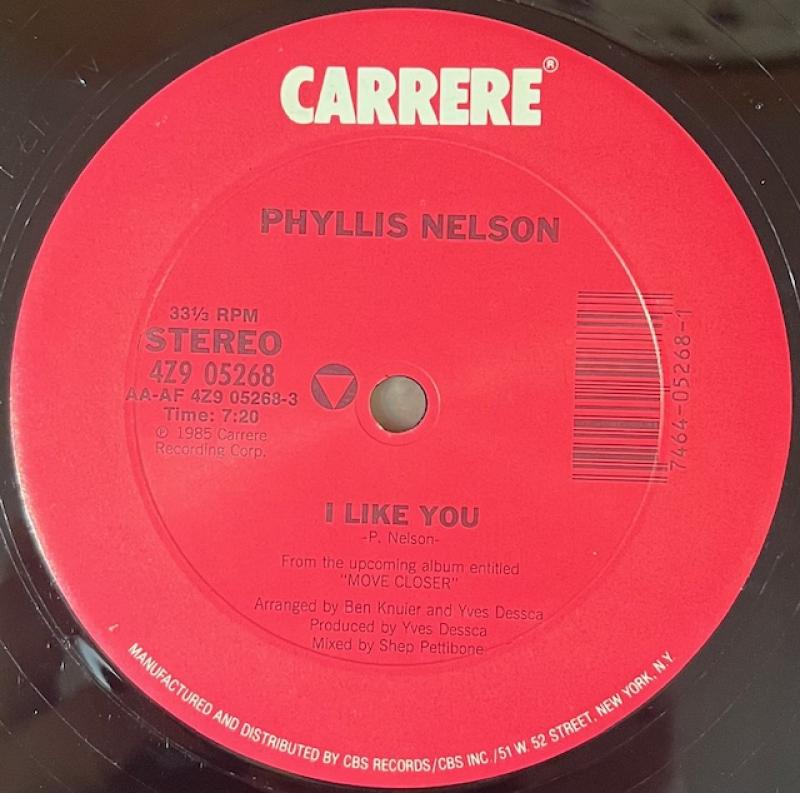 CARRERE®
PHYLLIS NELSON
33⅓ RPM
STEREO
4Z9 05268
AA-AF 4Z9 05268-3
Time: 7:20
℗ 1985 Carrere
Recording Corp.
7464-05268-1
I LIKE YOU
-P. Nelson-
From the upcoming album entitled
"MOVE CLOSER"
Arranged by Ben Knuier and Yves Dessca
Produced by Yves Dessca
Mixed by Shep Pettibone
MANUFACTURED AND DISTRIBUTED BY CBS RECORDS/CBS INC./51 W. 52 STREET, NEW YORK, N.Y.